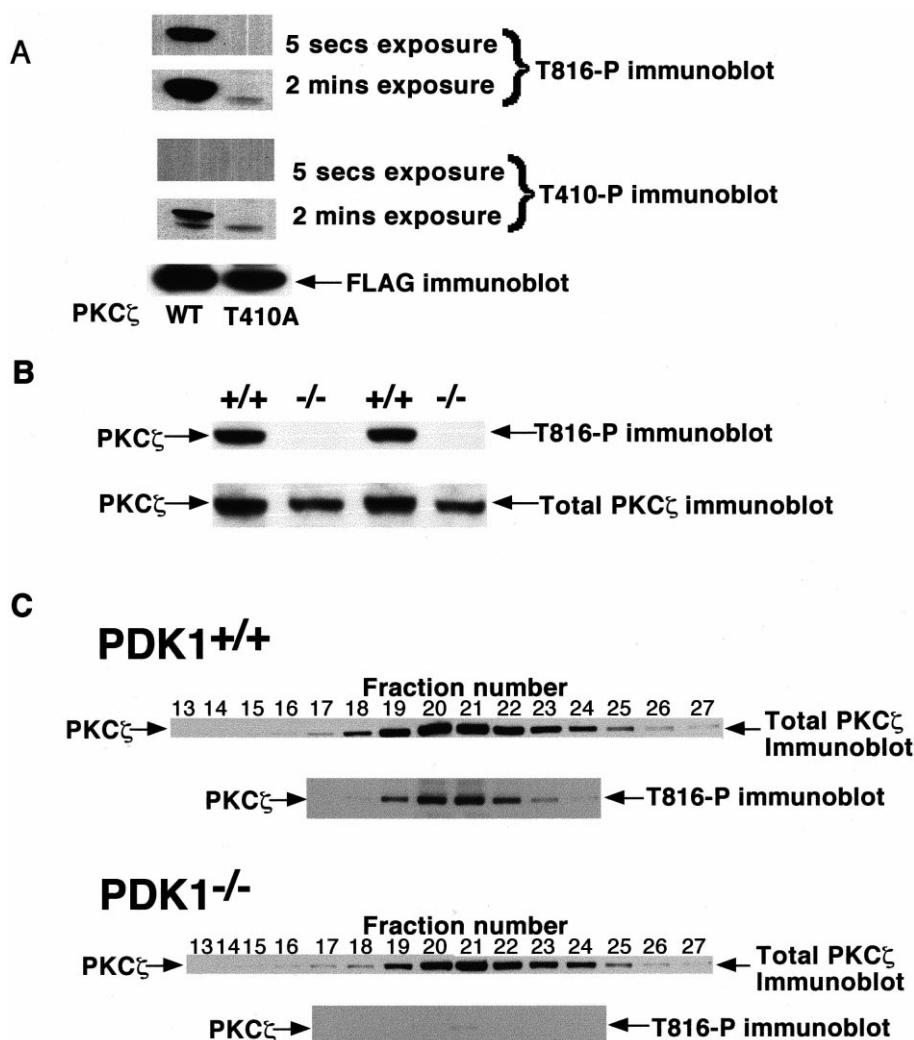 A
5 secs exposure
2 mins exposure
T816-P immunoblot
5 secs exposure
2 mins exposure
T410-P immunoblot
FLAG immunoblot
PKCζ WT T410A
B
+/+ -/- +/+ -/-
PKCζ T816-P immunoblot
PKCζ Total PKCζ immunoblot
C
PDK1+/+
Fraction number
13 14 15 16 17 18 19 20 21 22 23 24 25 26 27
PKCζ Total PKCζ
Immunoblot
PKCζ T816-P immunoblot
PDK1-/-
Fraction number
13 14 15 16 17 18 19 20 21 22 23 24 25 26 27
PKCζ Total PKCζ
Immunoblot
PKCζ T816-P immunoblot